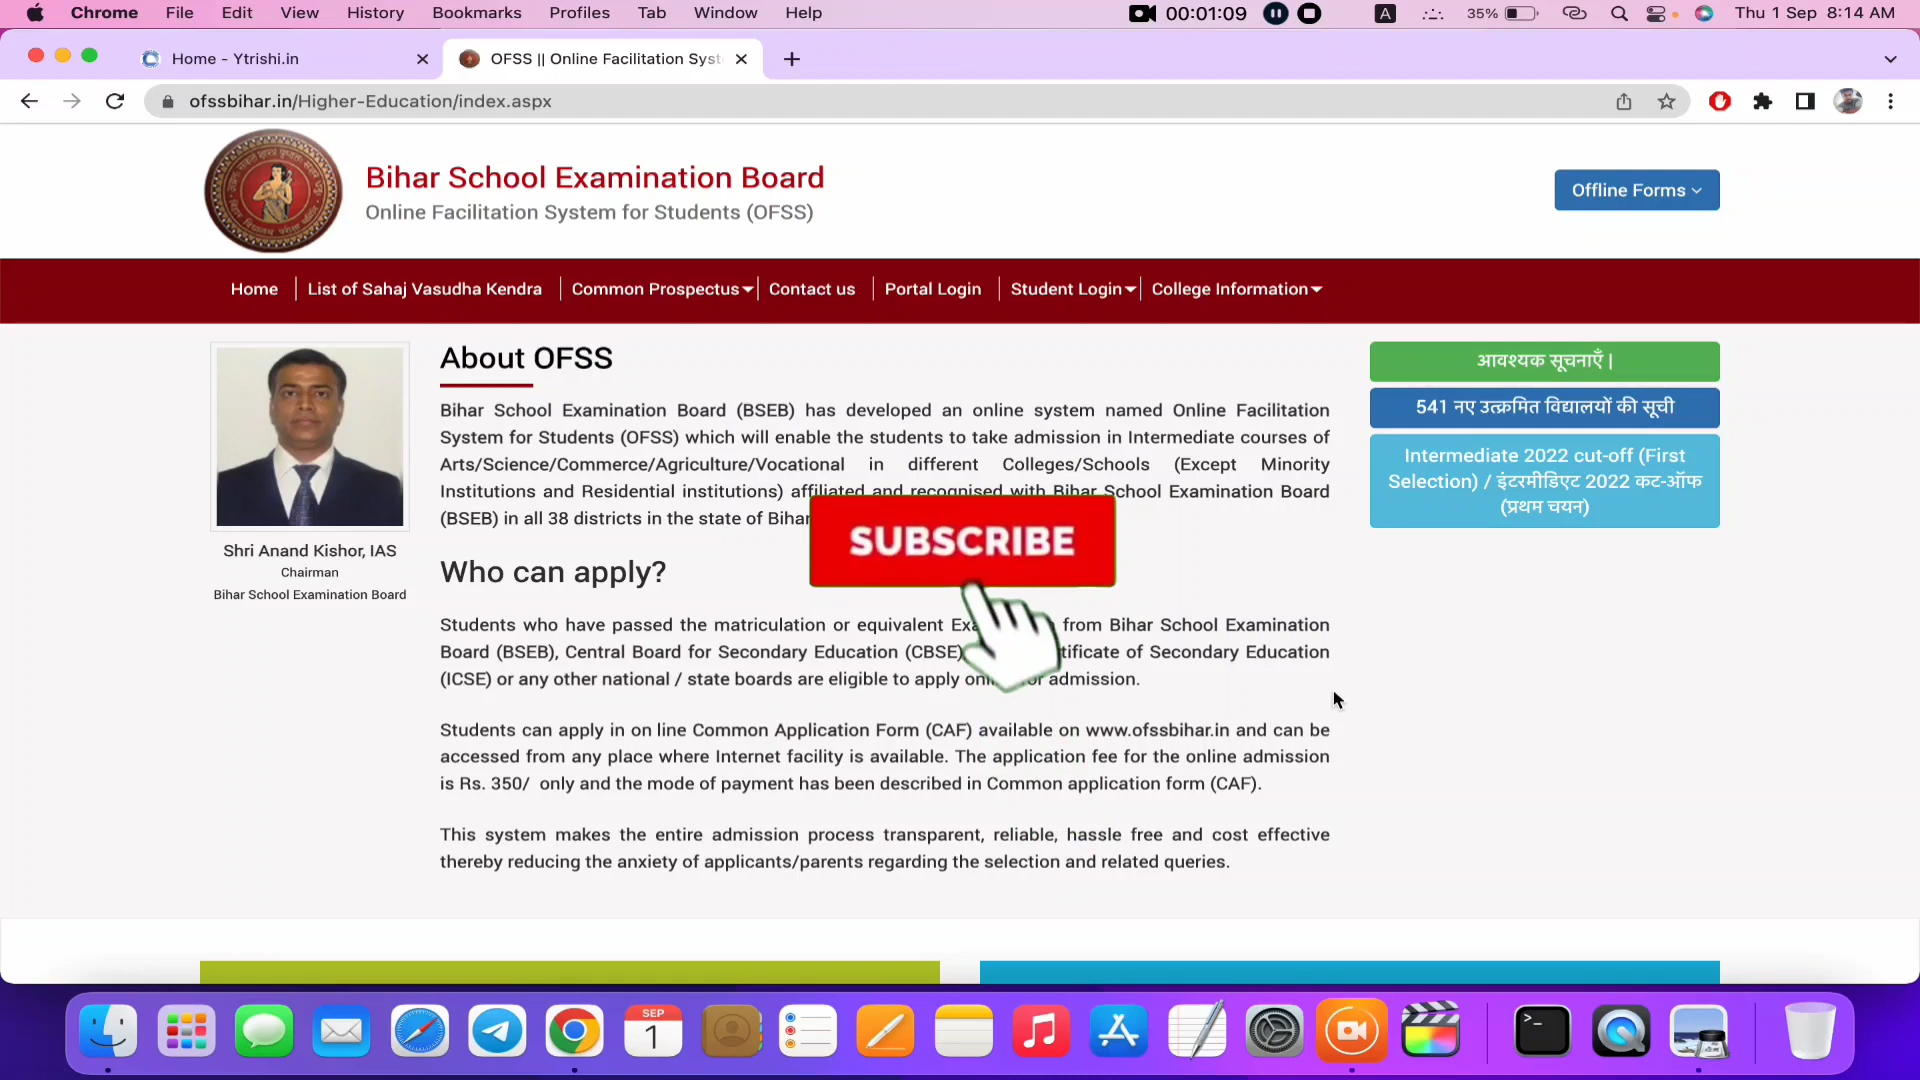 Chrome File Edit View History Bookmarks Profiles Tab Window Help 00:01:09 A 35% Thu 1 Sep 8:14 AM
Home - Ytrishi.in OFSS || Online Facilitation Syst
ofssbihar.in/Higher-Education/index.aspx
Bihar School Examination Board
Online Facilitation System for Students (OFSS)
Offline Forms
Home List of Sahaj Vasudha Kendra Common Prospectus Contact us Portal Login Student Login College Information
Shri Anand Kishor, IAS
Chairman
Bihar School Examination Board
About OFSS
Bihar School Examination Board (BSEB) has developed an online system named Online Facilitation
System for Students (OFSS) which will enable the students to take admission in Intermediate courses of
Arts/Science/Commerce/Agriculture/Vocational in different Colleges/Schools (Except Minority
Institutions and Residential institutions) affiliated and recognised with Bihar School Examination Board
(BSEB) in all 38 districts in the state of Bihar
SUBSCRIBE
Who can apply?
Students who have passed the matriculation or equivalent from Bihar School Examination
Board (BSEB), Central Board for Secondary Education (CBSE) of Secondary Education
(ICSE) or any other national / state boards are eligible to apply admission.
Students can apply in on line Common Application Form (CAF) available on www.ofssbihar.in and can be
accessed from any place where Internet facility is available. The application fee for the online admission
is Rs. 350/ only and the mode of payment has been described in Common application form (CAF).
This system makes the entire admission process transparent, reliable, hassle free and cost effective
thereby reducing the anxiety of applicants/parents regarding the selection and related queries.
आवश्यक सूचनाएँ |
541 नए उत्क्रमित विद्यालयों की सूची
Intermediate 2022 cut-off (First
Selection) / इंटरमीडिएट 2022 कट-ऑफ
(प्रथम चयन)
SEP
1